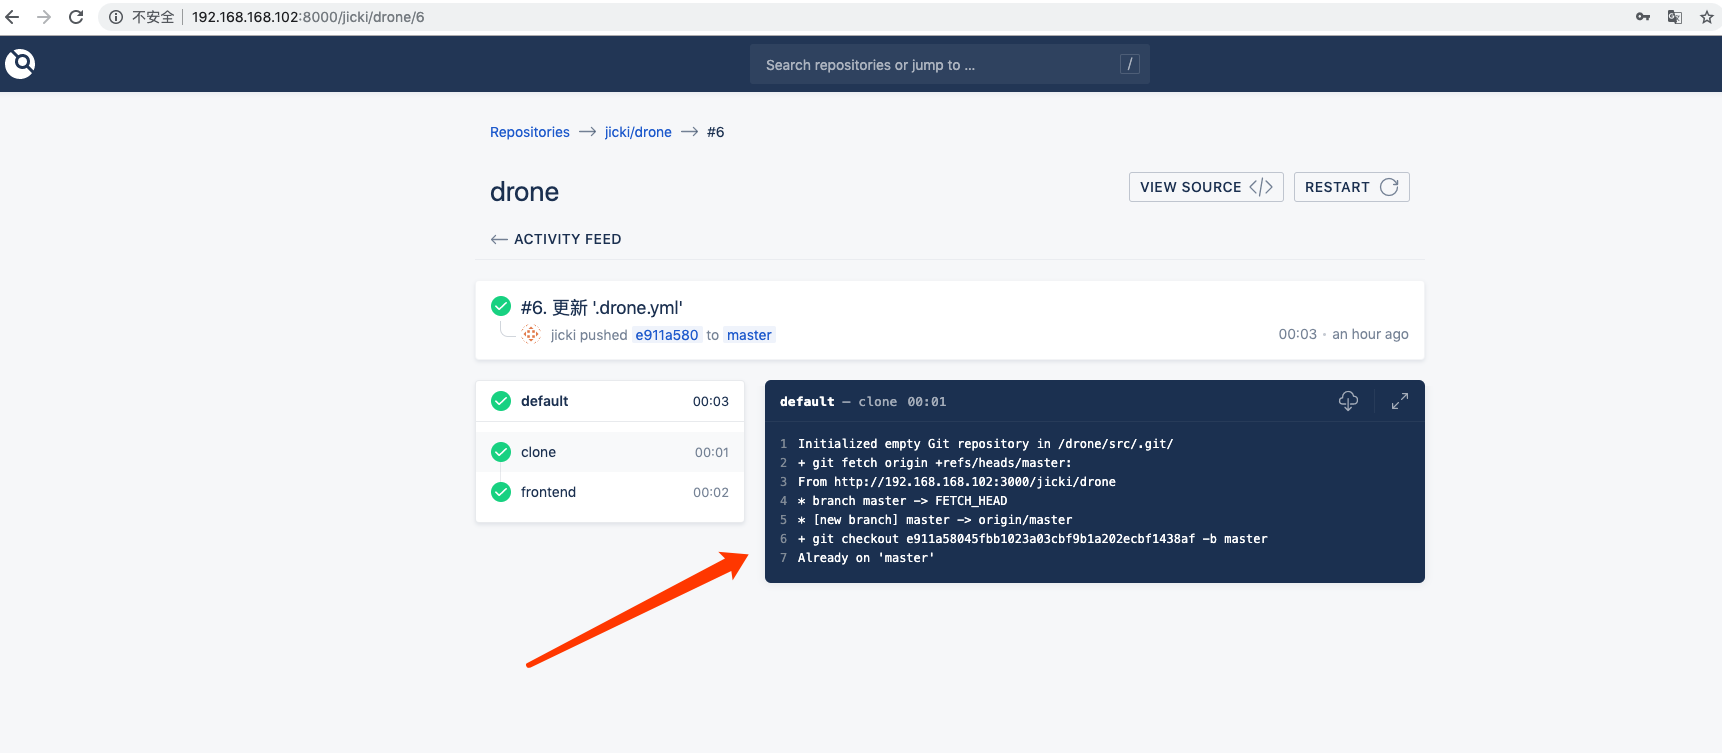 不安全 | 192.168.168.102:8000/jicki/drone/6
Search repositories or jump to ... /
Repositories → jicki/drone → #6
drone
VIEW SOURCE </> RESTART
← ACTIVITY FEED
#6. 更新 '.drone.yml'
jicki pushed e911a580 to master
00:03 · an hour ago
default 00:03
clone 00:01
frontend 00:02
default — clone 00:01
1 Initialized empty Git repository in /drone/src/.git/
2 + git fetch origin +refs/heads/master:
3 From http://192.168.168.102:3000/jicki/drone
4 * branch master -> FETCH_HEAD
5 * [new branch] master -> origin/master
6 + git checkout e911a58045fbb1023a03cbf9b1a202ecbf1438af -b master
7 Already on 'master'